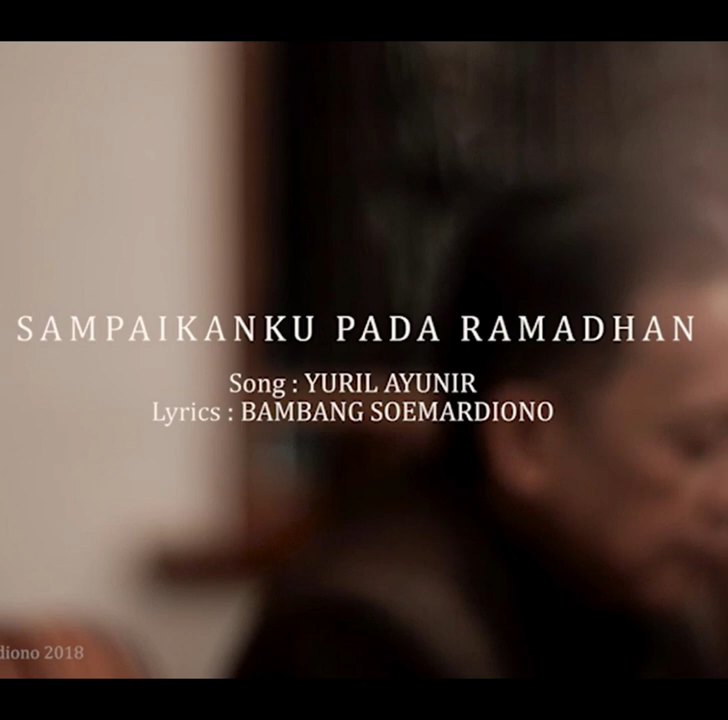 SAMPAIKANKU PADA RAMADHAN
Song : YURIL AYUNIR
Lyrics : BAMBANG SOEMARDIONO
diono 2018